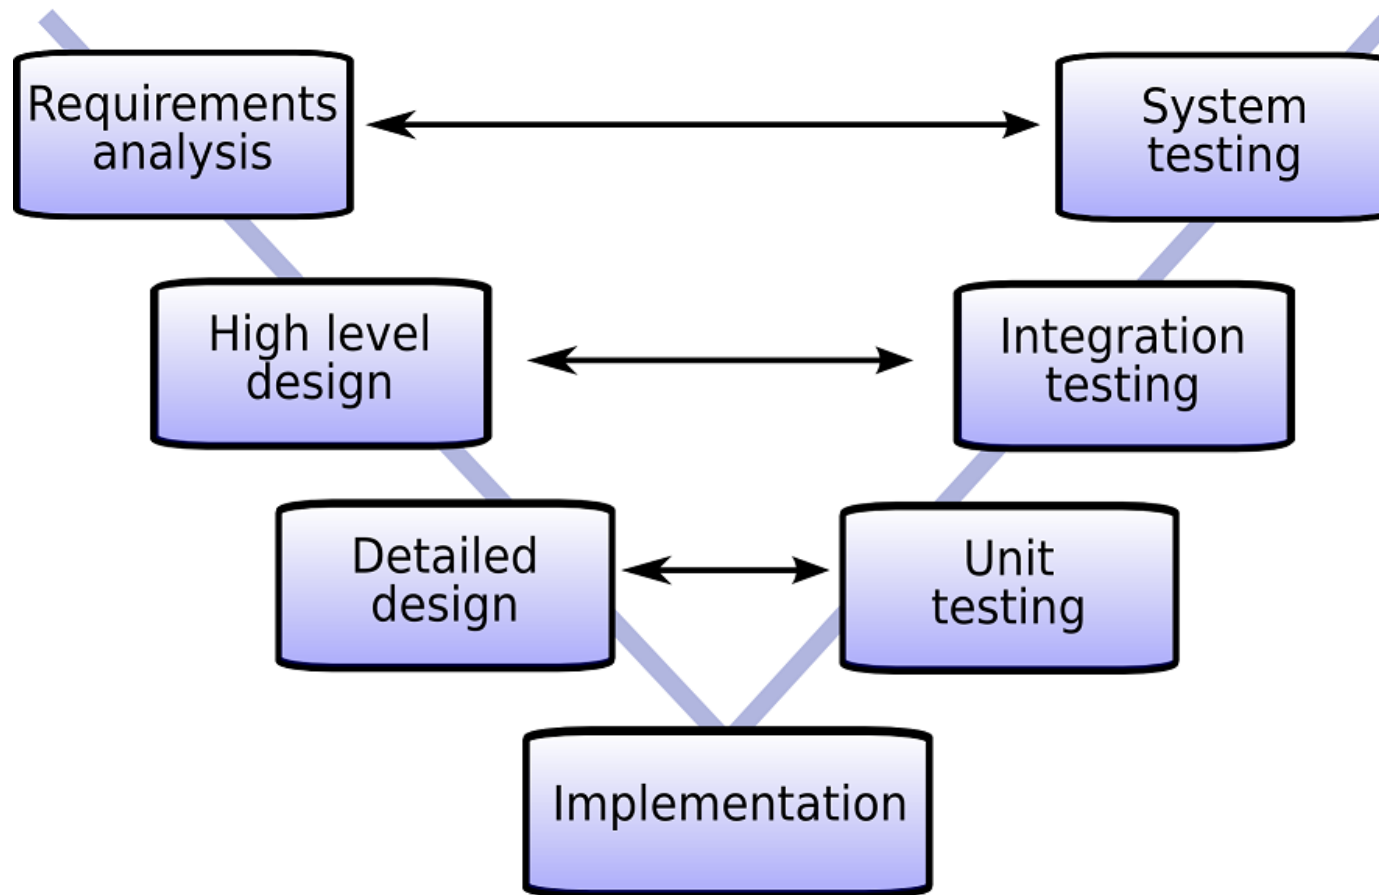 Requirements
analysis
System
testing
High level
design
Integration
testing
Detailed
design
Unit
testing
Implementation